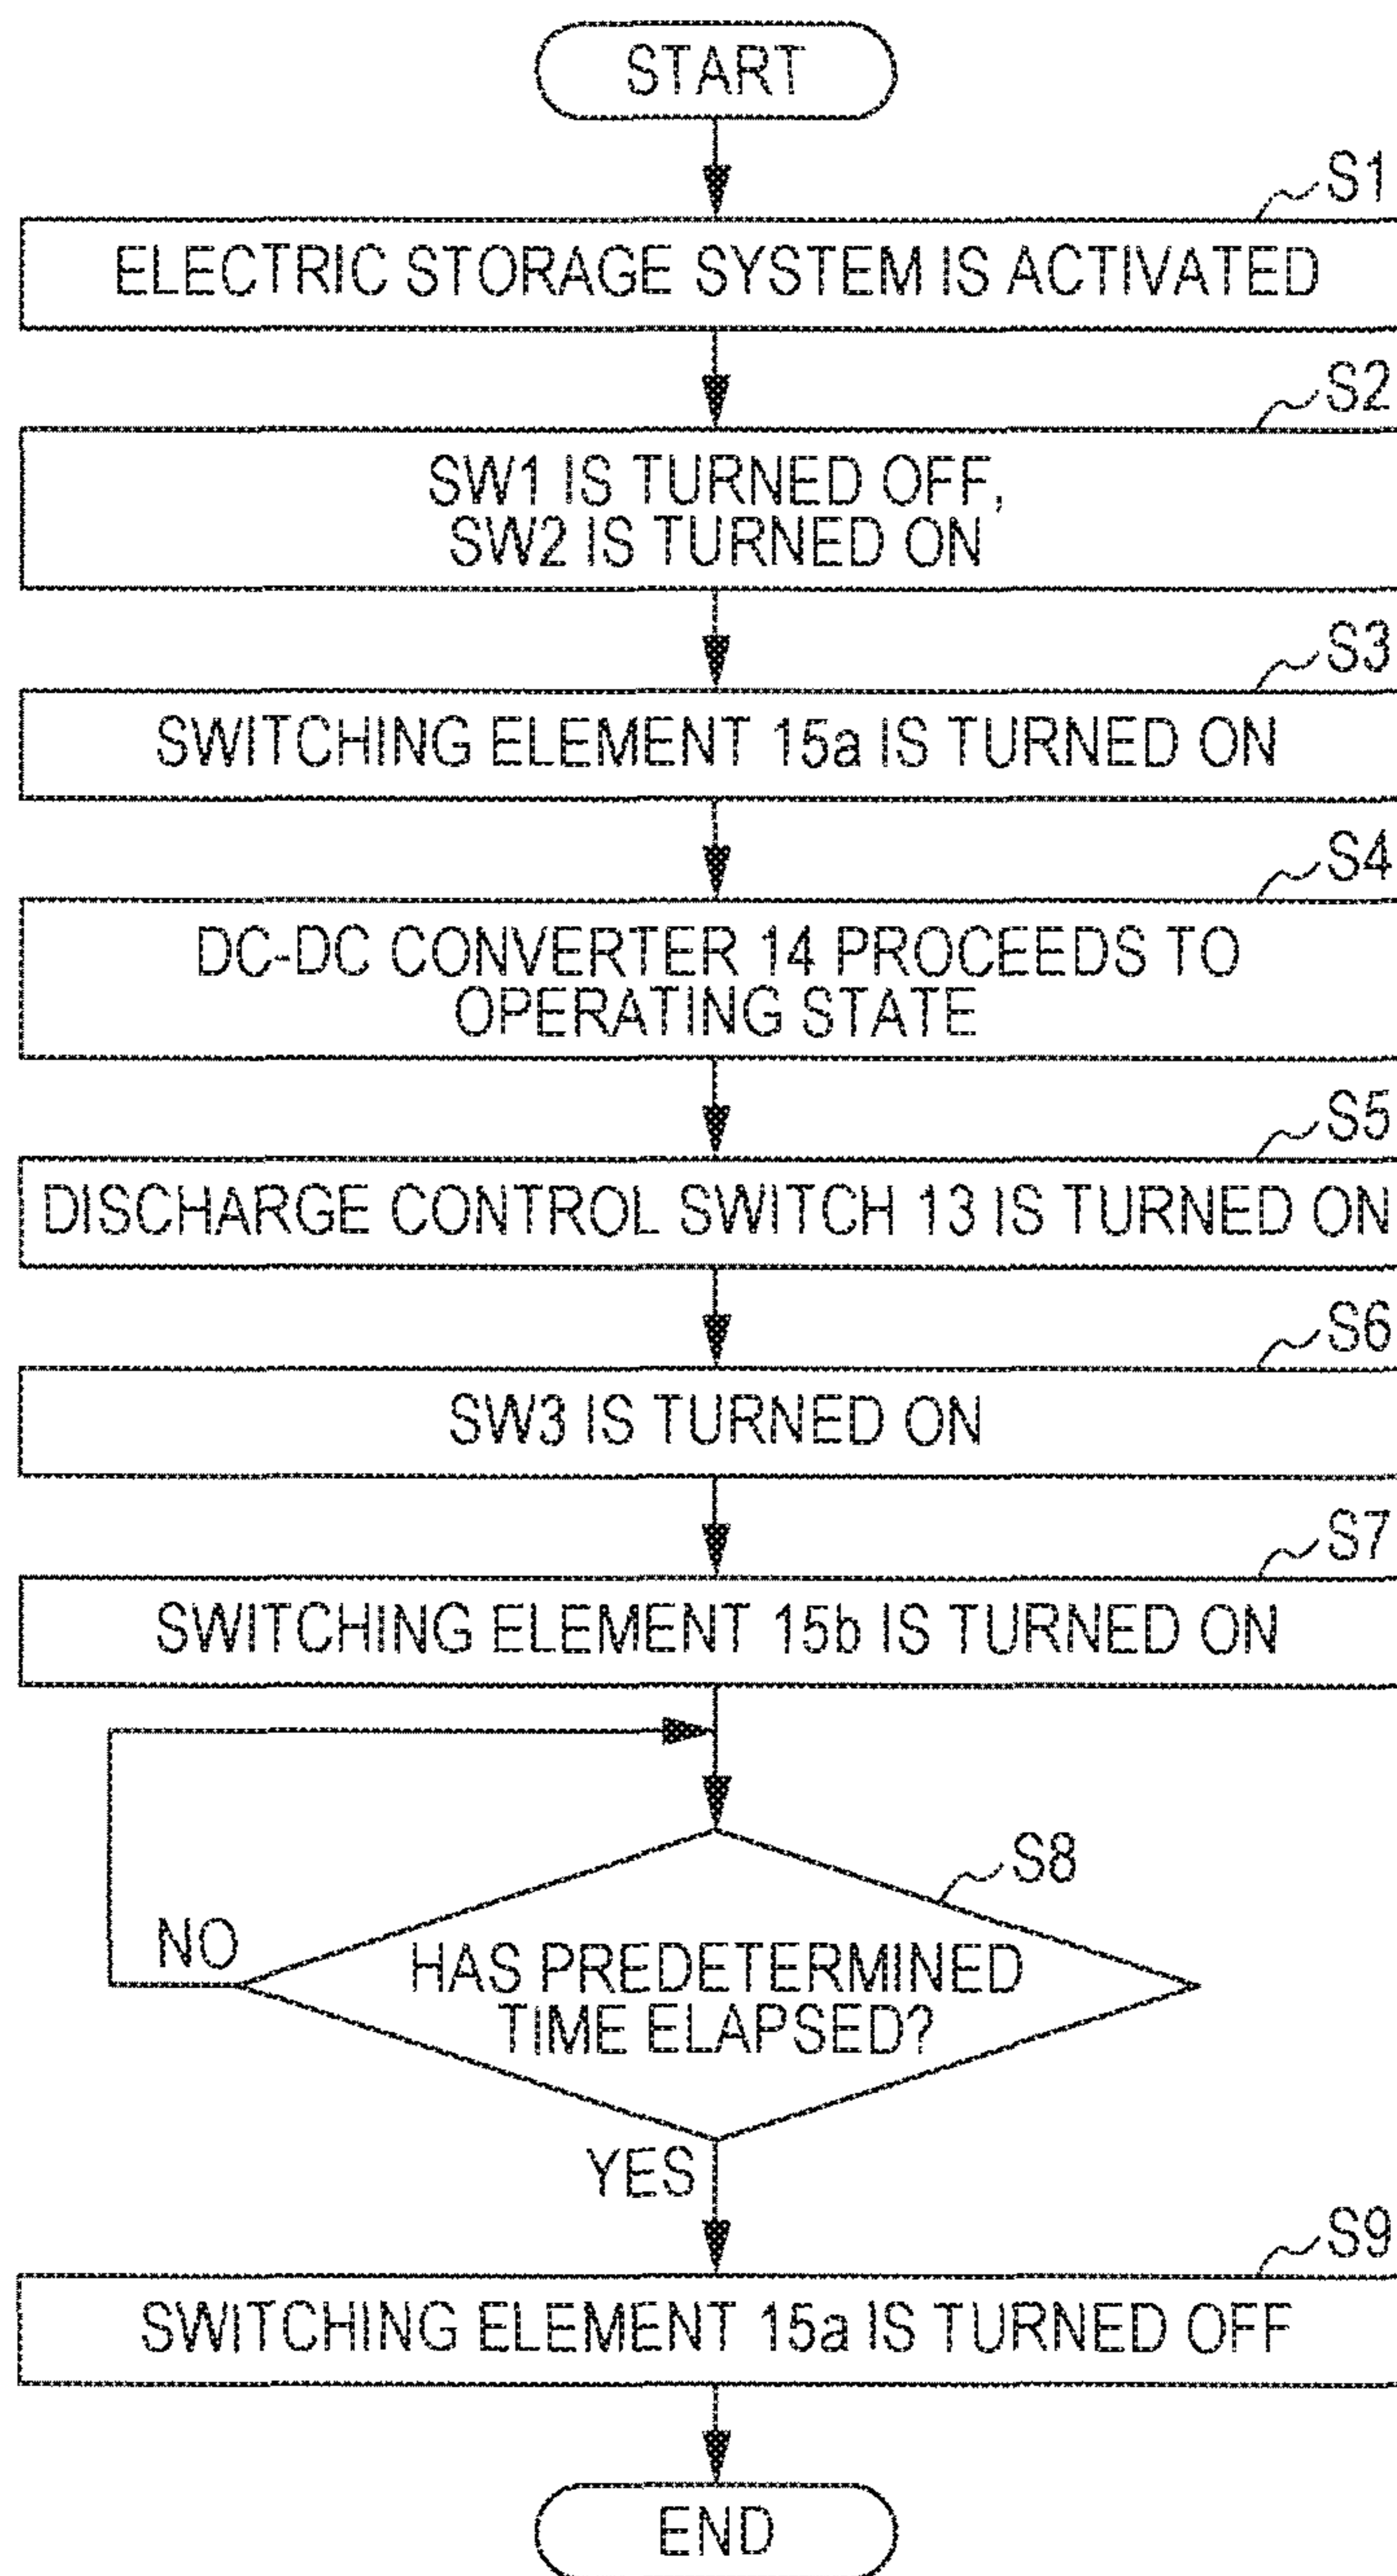 START
S1
ELECTRIC STORAGE SYSTEM IS ACTIVATED
S2
SW1 IS TURNED OFF,
SW2 IS TURNED ON
S3
SWITCHING ELEMENT 15a IS TURNED ON
S4
DC-DC CONVERTER 14 PROCEEDS TO
OPERATING STATE
S5
DISCHARGE CONTROL SWITCH 13 IS TURNED ON
S6
SW3 IS TURNED ON
S7
SWITCHING ELEMENT 15b IS TURNED ON
S8
NO
HAS PREDETERMINED
TIME ELAPSED?
YES
S9
SWITCHING ELEMENT 15a IS TURNED OFF
END